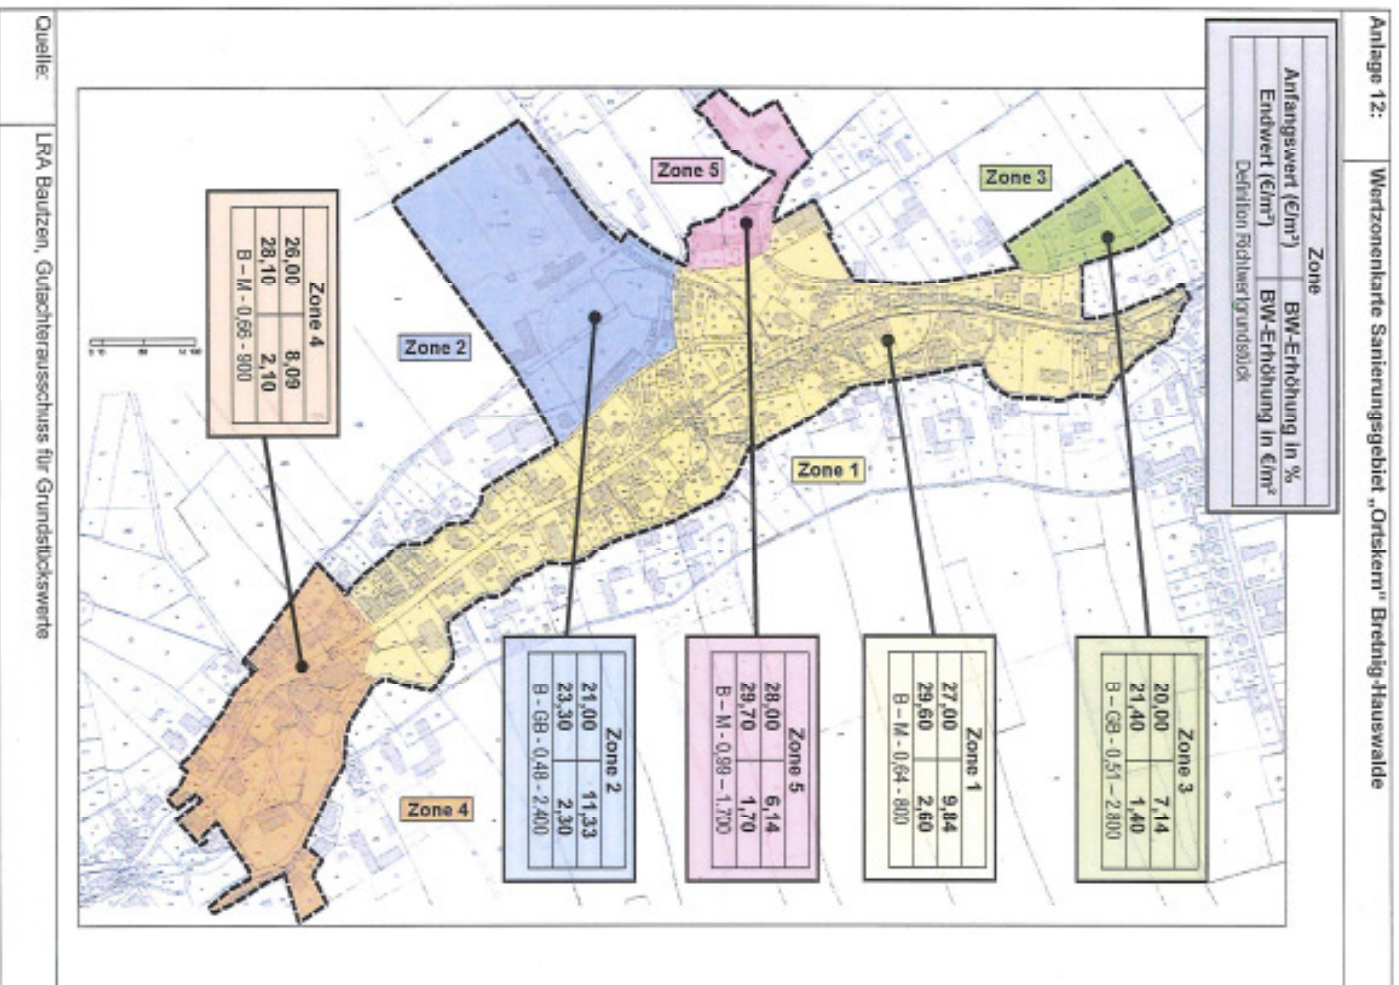 Anlage 12:
Wertzonenkarte Sanierungsgebiet „Ortskern" Bretnig-Hauswalde
Zone
Anfangswert (€/m²) BW-Erhöhung in %
Endwert (€/m²) BW-Erhöhung in €/m²
Definition Richtwertgrundstück
Zone 3
20,00 7,14
21,40 1,40
B – GB - 0,51 – 2.800
Zone 1
27,00 9,84
29,60 2,60
B – M - 0,64 - 800
Zone 5
28,00 6,14
29,70 1,70
B – M - 0,99 – 1.700
Zone 2
21,00 11,33
23,30 2,30
B - GB - 0,48 - 2.400
Zone 4
26,00 8,09
28,10 2,10
B – M - 0,66 - 900
Zone 5
Zone 3
Zone 2
Zone 1
Zone 4
Quelle:
LRA Bautzen, Gutachterausschuss für Grundstückswerte